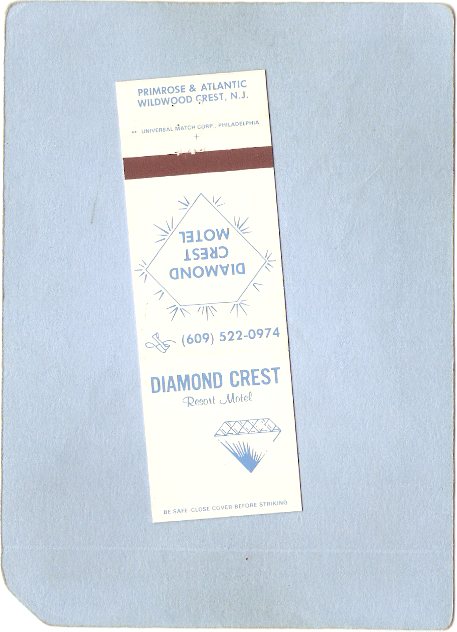 PRIMROSE & ATLANTIC
WILDWOOD CREST, N.J.
UNIVERSAL MATCH CORP., PHILADELPHIA
DIAMOND
CREST
MOTEL
(609) 522-0974
DIAMOND CREST
Resort Motel
BE SAFE CLOSE COVER BEFORE STRIKING